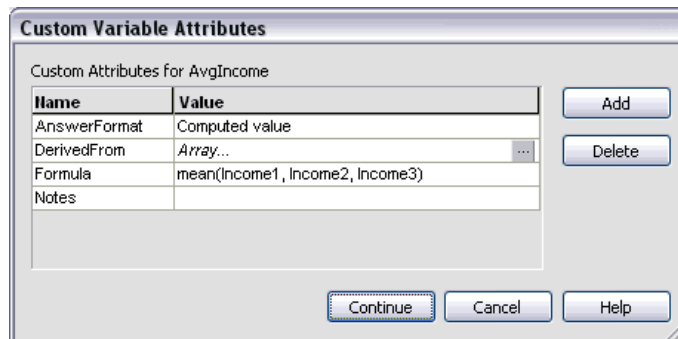 Custom Variable Attributes
Custom Attributes for AvgIncome
Name Value
AnswerFormat Computed value
DerivedFrom Array... ...
Formula mean(Income1, Income2, Income3)
Notes
Add
Delete
Continue Cancel Help